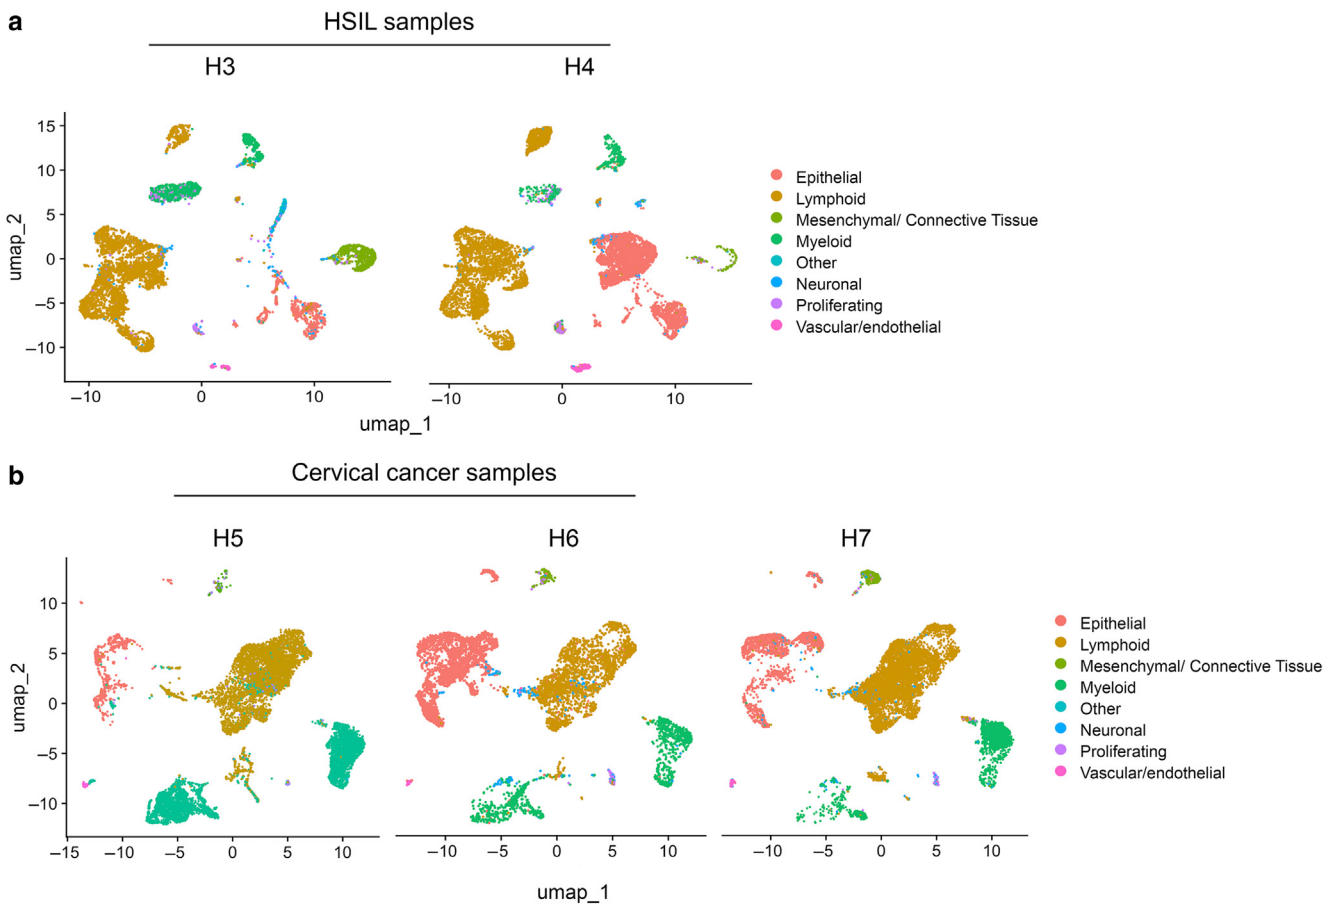 a
HSIL samples
H3 H4
15
10
5
0
−5
−10
umap_2
−10 0 10
−10 0 10
umap_1
Epithelial
Lymphoid
Mesenchymal/ Connective Tissue
Myeloid
Other
Neuronal
Proliferating
Vascular/endothelial
b
Cervical cancer samples
H5 H6 H7
10
5
0
−5
−10
umap_2
−15 −10 −5 0 5 10
−10 −5 0 5 10
−10 −5 0 5 10
umap_1
Epithelial
Lymphoid
Mesenchymal/ Connective Tissue
Myeloid
Other
Neuronal
Proliferating
Vascular/endothelial